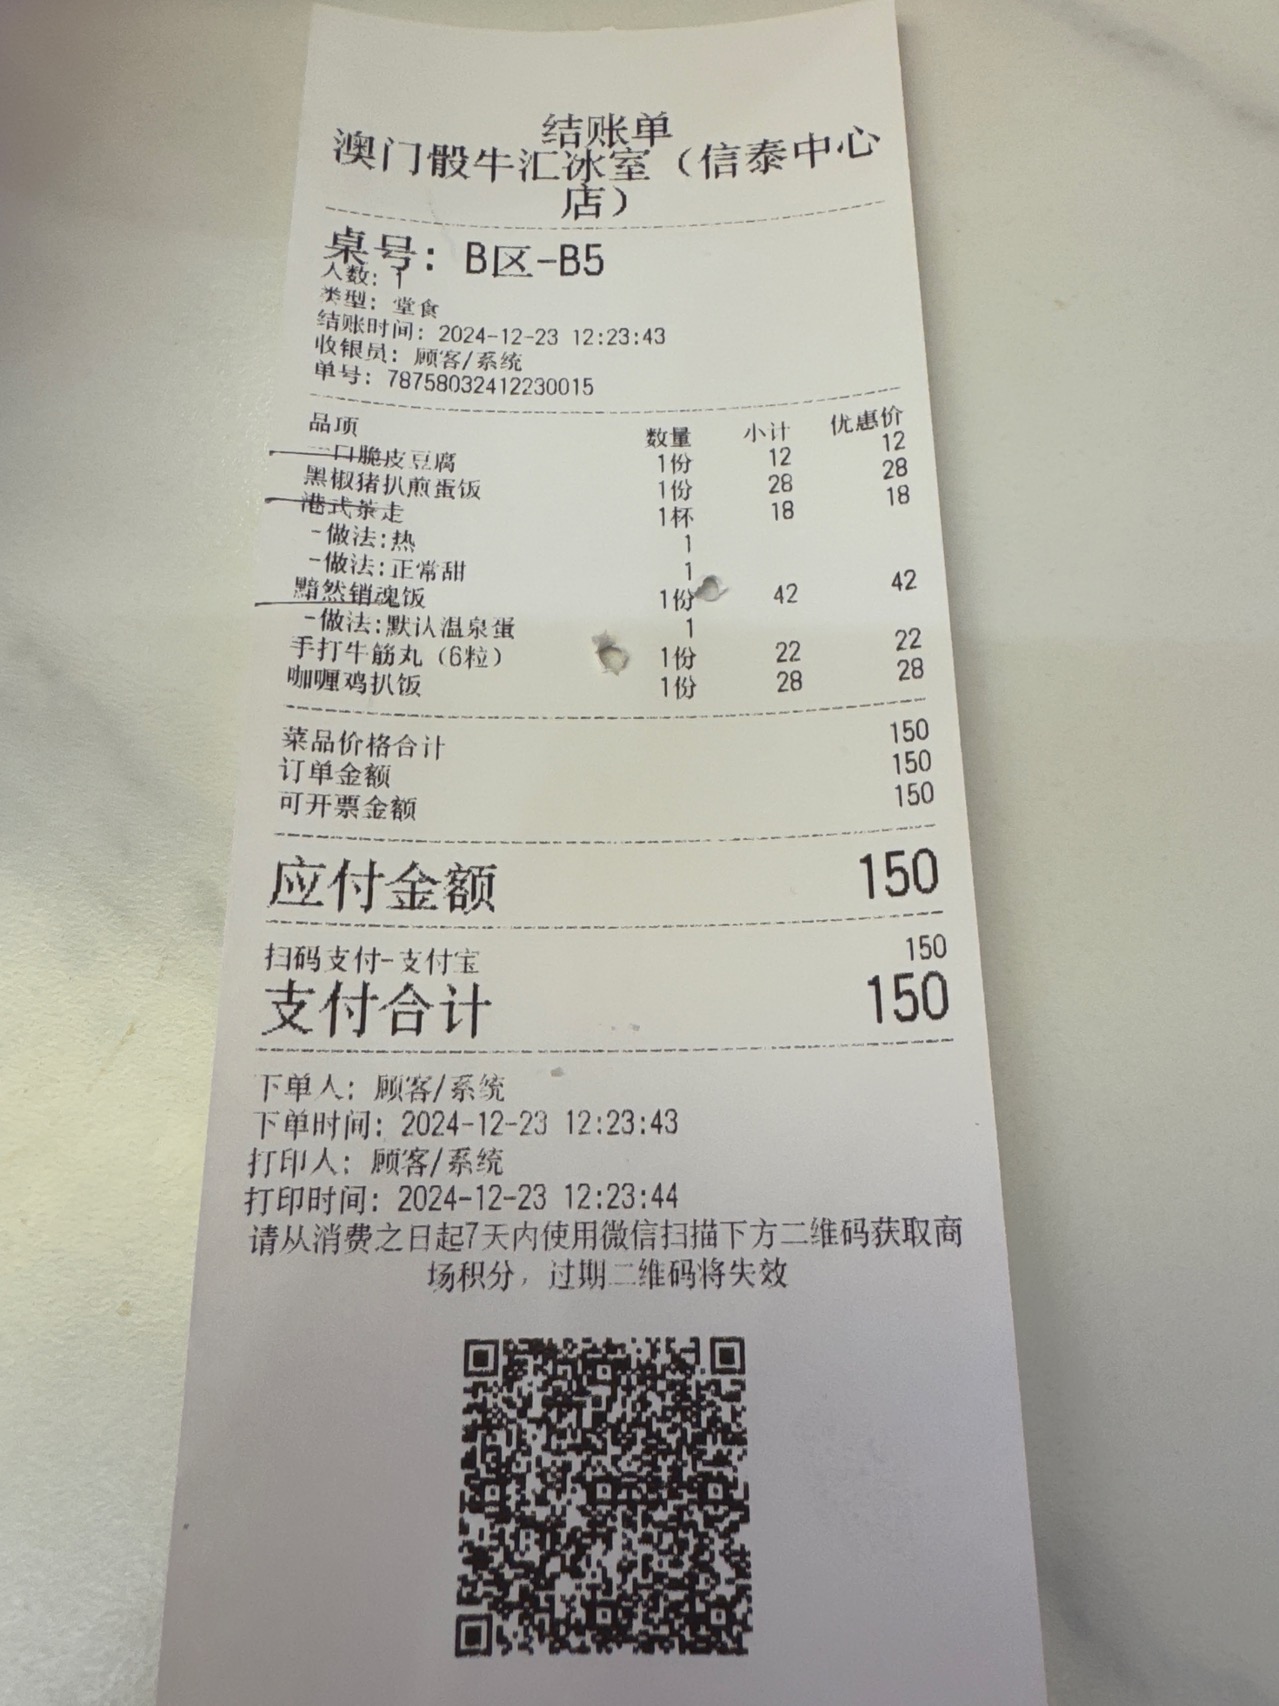 结账单
澳门骰牛汇冰室（信泰中心
店）
桌号：B区-B5
人数：1
类型：堂食
结账时间：2024-12-23 12:23:43
收银员：顾客/系统
单号：78758032412230015
品项 数量 小计 优惠价
一口脆皮豆腐 1份 12 12
黑椒猪扒煎蛋饭 1份 28 28
港式茶走 1杯 18 18
-做法:热 1
-做法:正常甜 1
黯然销魂饭 1份 42 42
-做法:默认温泉蛋 1
手打牛筋丸（6粒） 1份 22 22
咖喱鸡扒饭 1份 28 28
菜品价格合计 150
订单金额 150
可开票金额 150
应付金额 150
扫码支付-支付宝 150
支付合计 150
下单人：顾客/系统
下单时间：2024-12-23 12:23:43
打印人：顾客/系统
打印时间：2024-12-23 12:23:44
请从消费之日起7天内使用微信扫描下方二维码获取商
场积分，过期二维码将失效